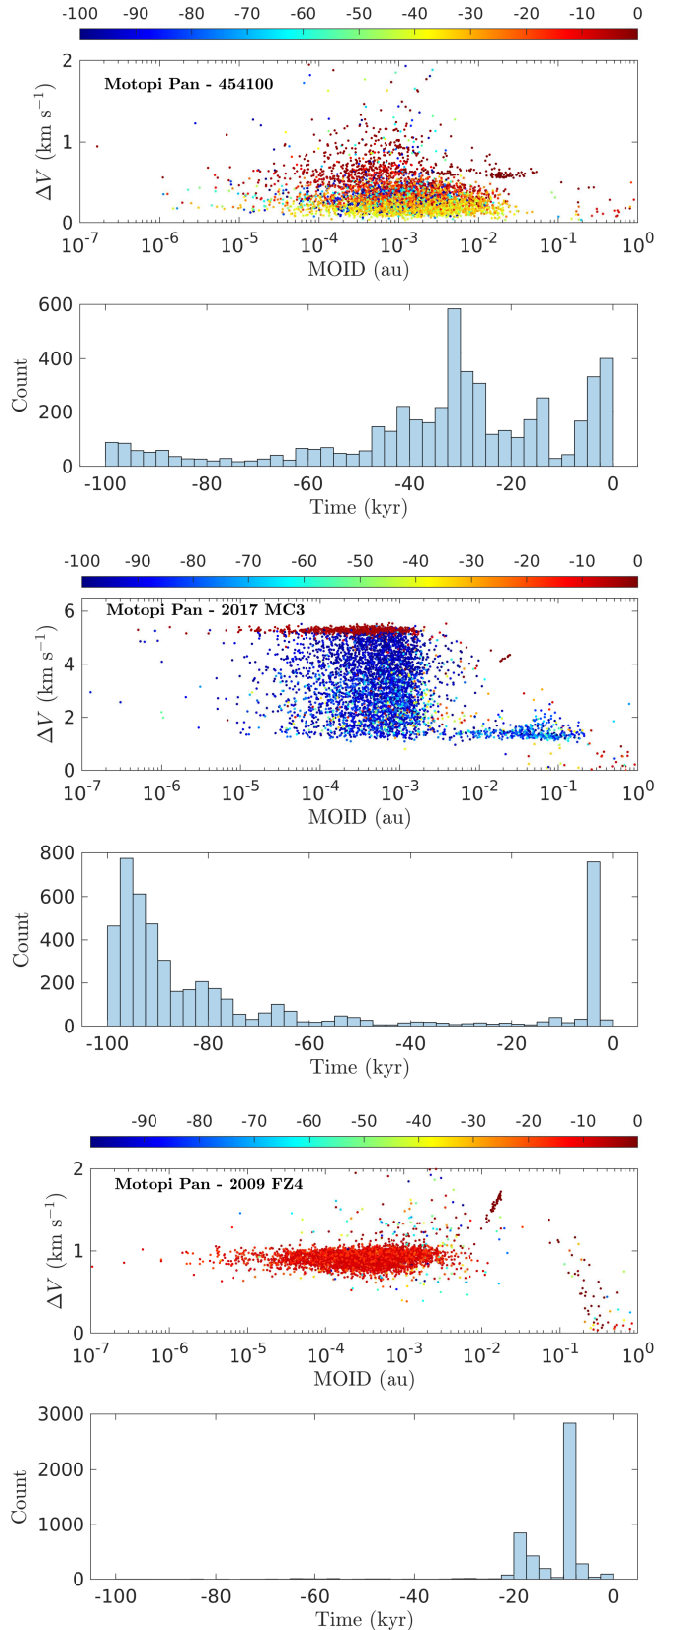 -100 -90 -80 -70 -60 -50 -40 -30 -20 -10 0
2
Motopi Pan - 454100
1
ΔV (km s⁻¹)
0
10⁻⁷ 10⁻⁶ 10⁻⁵ 10⁻⁴ 10⁻³ 10⁻² 10⁻¹ 10⁰
MOID (au)
600
400
Count
200
0
-100 -80 -60 -40 -20 0
Time (kyr)
-100 -90 -80 -70 -60 -50 -40 -30 -20 -10 0
6
Motopi Pan - 2017 MC3
4
ΔV (km s⁻¹)
2
0
10⁻⁷ 10⁻⁶ 10⁻⁵ 10⁻⁴ 10⁻³ 10⁻² 10⁻¹ 10⁰
MOID (au)
800
600
Count
400
200
0
-100 -80 -60 -40 -20 0
Time (kyr)
-90 -80 -70 -60 -50 -40 -30 -20 -10 0
2
Motopi Pan - 2009 FZ4
1
ΔV (km s⁻¹)
0
10⁻⁷ 10⁻⁶ 10⁻⁵ 10⁻⁴ 10⁻³ 10⁻² 10⁻¹ 10⁰
MOID (au)
3000
2000
Count
1000
0
-100 -80 -60 -40 -20 0
Time (kyr)